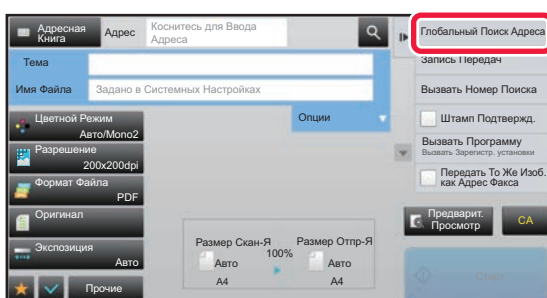 Адресная
Книга
Адрес
Коснитесь для Ввода
Адреса
Тема
Имя Файла
Задано в Системных Настройках
Цветной Режим
Авто/Mono2
Разрешение
200x200dpi
Формат Файла
PDF
Оригинал
Экспозиция
Авто
Прочие
Опции
Размер Скан-Я
100%
Размер Отпр-Я
Авто
Авто
A4
A4
Глобальный Поиск Адреса
Запись Передач
Вызвать Номер Поиска
Штамп Подтвержд.
Вызвать Программу
Вызвать Зарегистр. установки
Передать То Же Изоб.
как Адрес Факса
Предварит.
Просмотр
CA